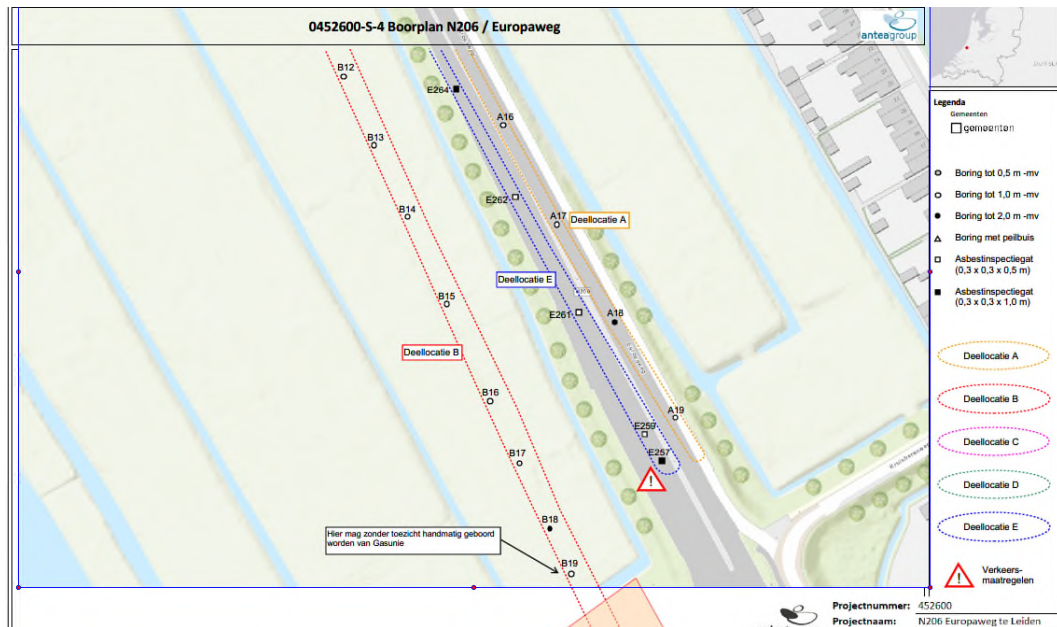 0452600-S-4 Boorplan N206 / Europaweg
anteagroup
B12
E264
A16
B13
E262
B14
A17
Deellocatie A
Deellocatie E
B15
E261
A18
Deellocatie B
B16
A19
E259
B17
E257
B18
Hier mag zonder toezicht handmatig geboord
worden van Gasunie
B19
Legenda
Gemeenten
gemeenten
Boring tot 0,5 m -mv
Boring tot 1,0 m -mv
Boring tot 2,0 m -mv
Boring met peilbuis
Asbestinspectiegat
(0,3 x 0,3 x 0,5 m)
Asbestinspectiegat
(0,3 x 0,3 x 1,0 m)
Deellocatie A
Deellocatie B
Deellocatie C
Deellocatie D
Deellocatie E
!
Verkeers-
maatregelen
Projectnummer: 452600
Projectnaam: N206 Europaweg te Leiden